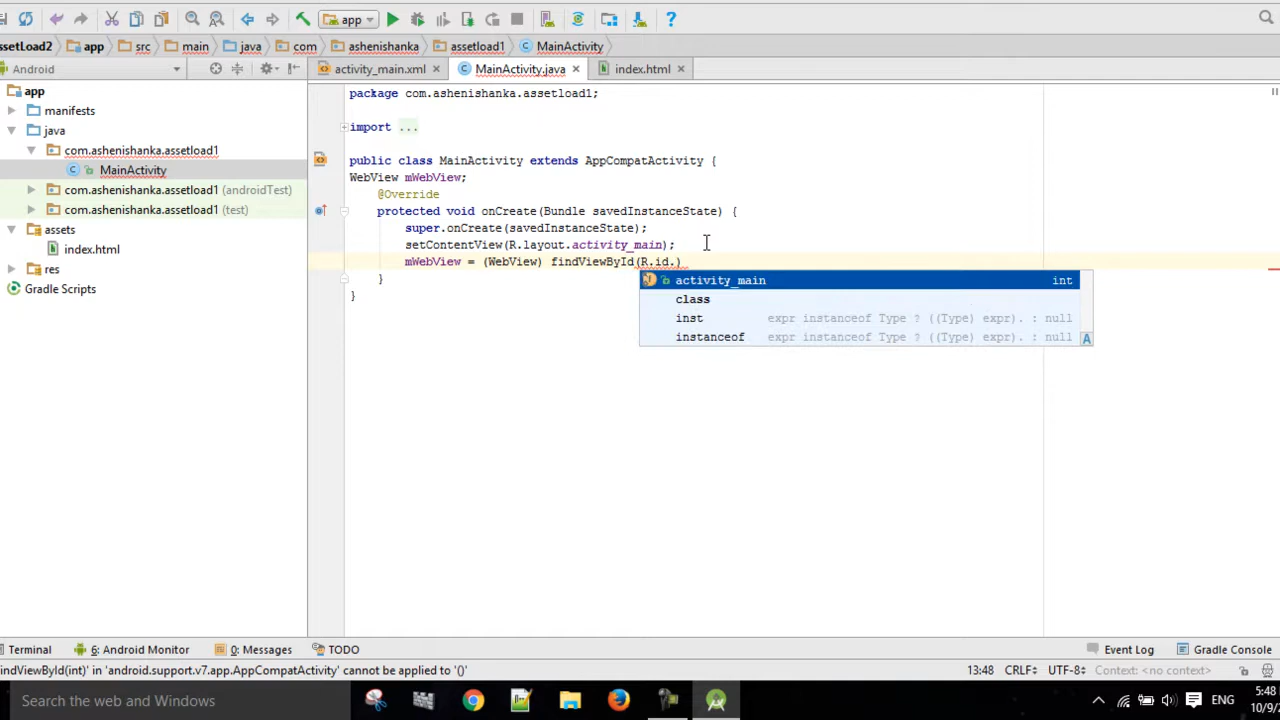 app
assetLoad2 app src main java com ashenishanka assetload1 MainActivity
Android
activity_main.xml MainActivity.java index.html
app
manifests
java
com.ashenishanka.assetload1
MainActivity
com.ashenishanka.assetload1 (androidTest)
com.ashenishanka.assetload1 (test)
assets
index.html
res
Gradle Scripts
package com.ashenishanka.assetload1;
import ...
public class MainActivity extends AppCompatActivity {
WebView mWebView;
@Override
protected void onCreate(Bundle savedInstanceState) {
super.onCreate(savedInstanceState);
setContentView(R.layout.activity_main);
mWebView = (WebView) findViewById(R.id.)
}
}
activity_main int
class
inst expr instanceof Type ? ((Type) expr). : null
instanceof expr instanceof Type ? ((Type) expr). : null
Terminal 6: Android Monitor 0: Messages TODO Event Log Gradle Console
indViewById(int)' in 'android.support.v7.app.AppCompatActivity' cannot be applied to '()' 13:48 CRLF UTF-8 Context: <no context>
Search the web and Windows
ENG
5:48
10/9/2